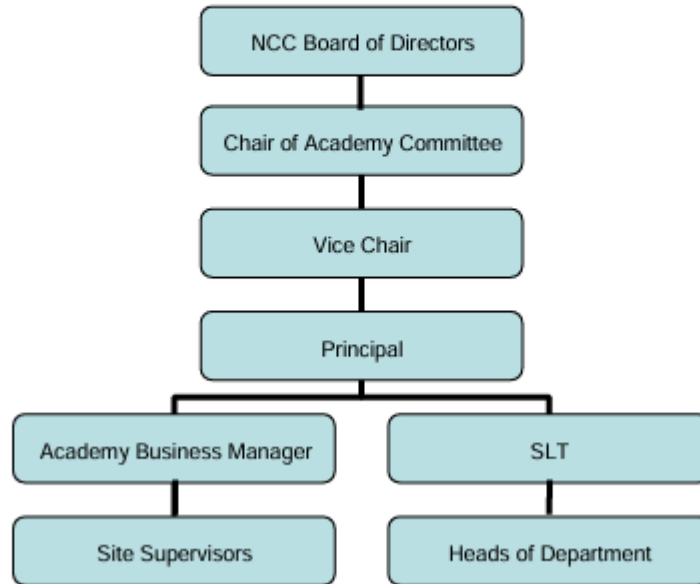 NCC Board of Directors
Chair of Academy Committee
Vice Chair
Principal
Academy Business Manager
SLT
Site Supervisors
Heads of Department